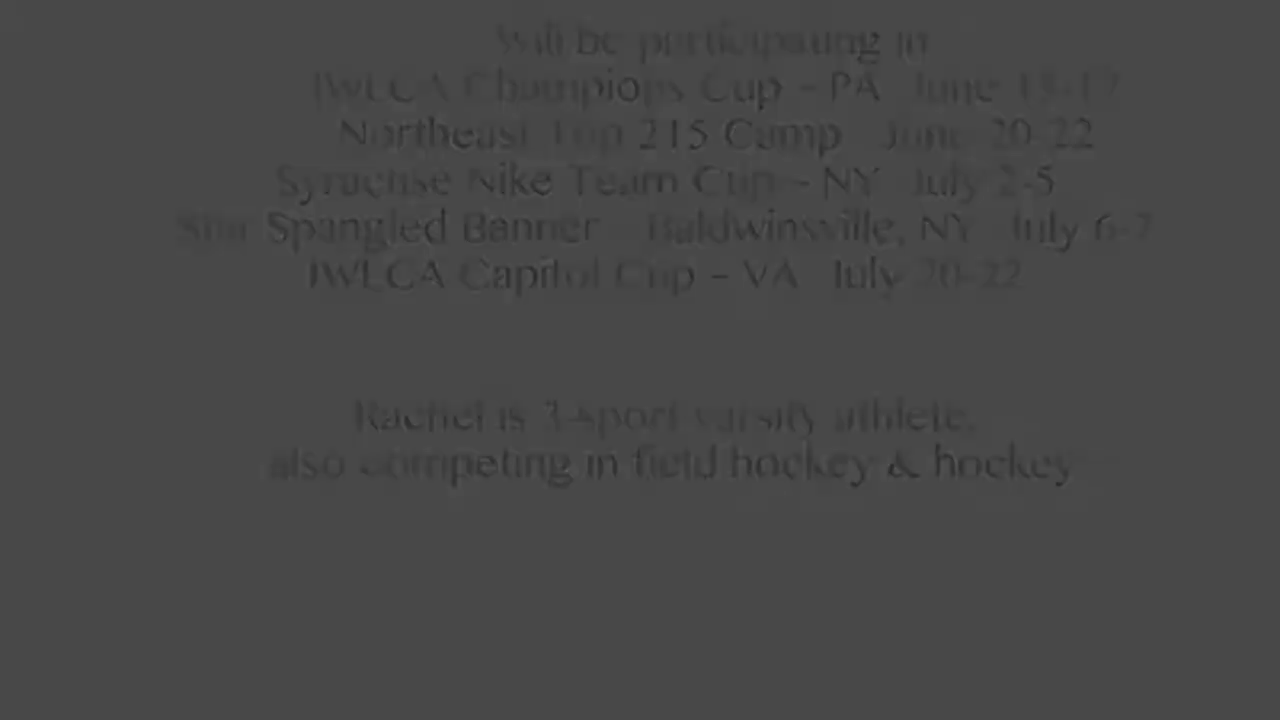 Will be participating in
IWLCA Champions Cup - PA June 15-17
Northeast Top 215 Camp June 20-22
Syracuse Nike Team Cup - NY July 2-5
Star Spangled Banner - Baldwinsville, NY July 6-7
IWLCA Capitol Cup - VA July 20-22
Rachel is 3-sport varsity athlete,
also competing in field hockey & hockey